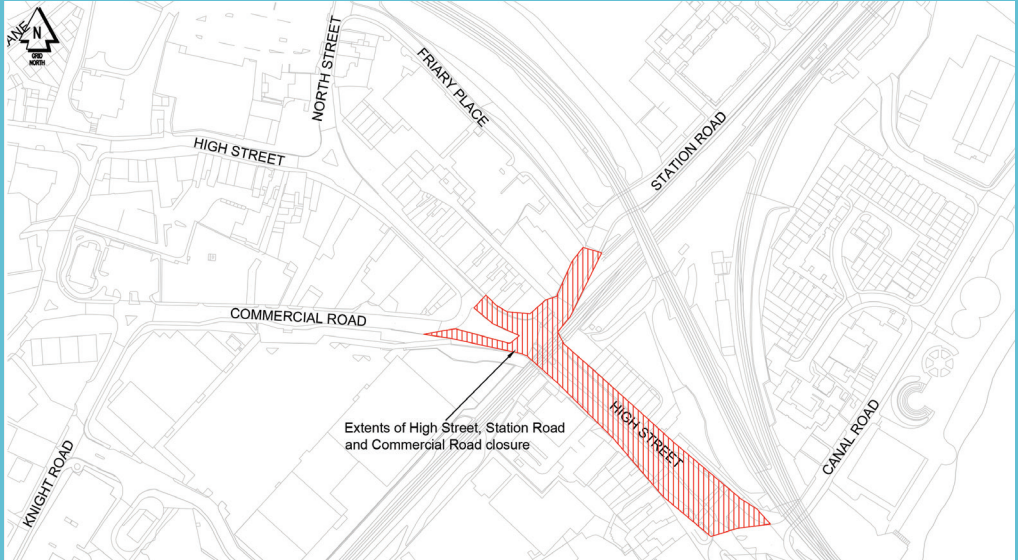 ANE
N
GRID
NORTH
NORTH STREET
FRIARY PLACE
HIGH STREET
STATION ROAD
COMMERCIAL ROAD
Extents of High Street, Station Road
and Commercial Road closure
HIGH STREET
CANAL ROAD
KNIGHT ROAD